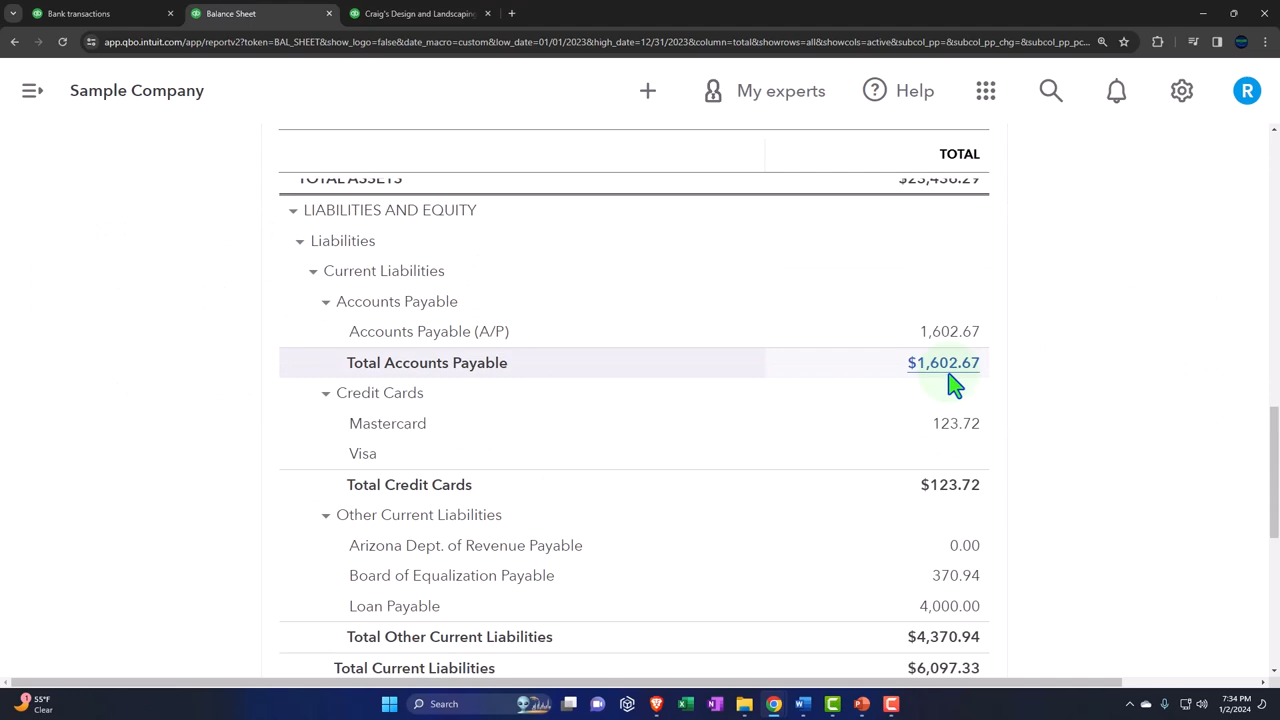 Bank transactions
Balance Sheet
Craig's Design and Landscaping
app.qbo.intuit.com/app/reportv2?token=BAL_SHEET&show_logo=false&date_macro=custom&low_date=01/01/2023&high_date=12/31/2023&column=total&showrows=all&showcols=active&subcol_pp=&subcol_pp_chg=&subcol_pp_pc...
Sample Company
My experts
Help
R
TOTAL
TOTAL ASSETS $23,436.29
LIABILITIES AND EQUITY
Liabilities
Current Liabilities
Accounts Payable
Accounts Payable (A/P) 1,602.67
Total Accounts Payable $1,602.67
Credit Cards
Mastercard 123.72
Visa
Total Credit Cards $123.72
Other Current Liabilities
Arizona Dept. of Revenue Payable 0.00
Board of Equalization Payable 370.94
Loan Payable 4,000.00
Total Other Current Liabilities $4,370.94
Total Current Liabilities $6,097.33
1
55°F
Clear
Search
7:34 PM
1/2/2024